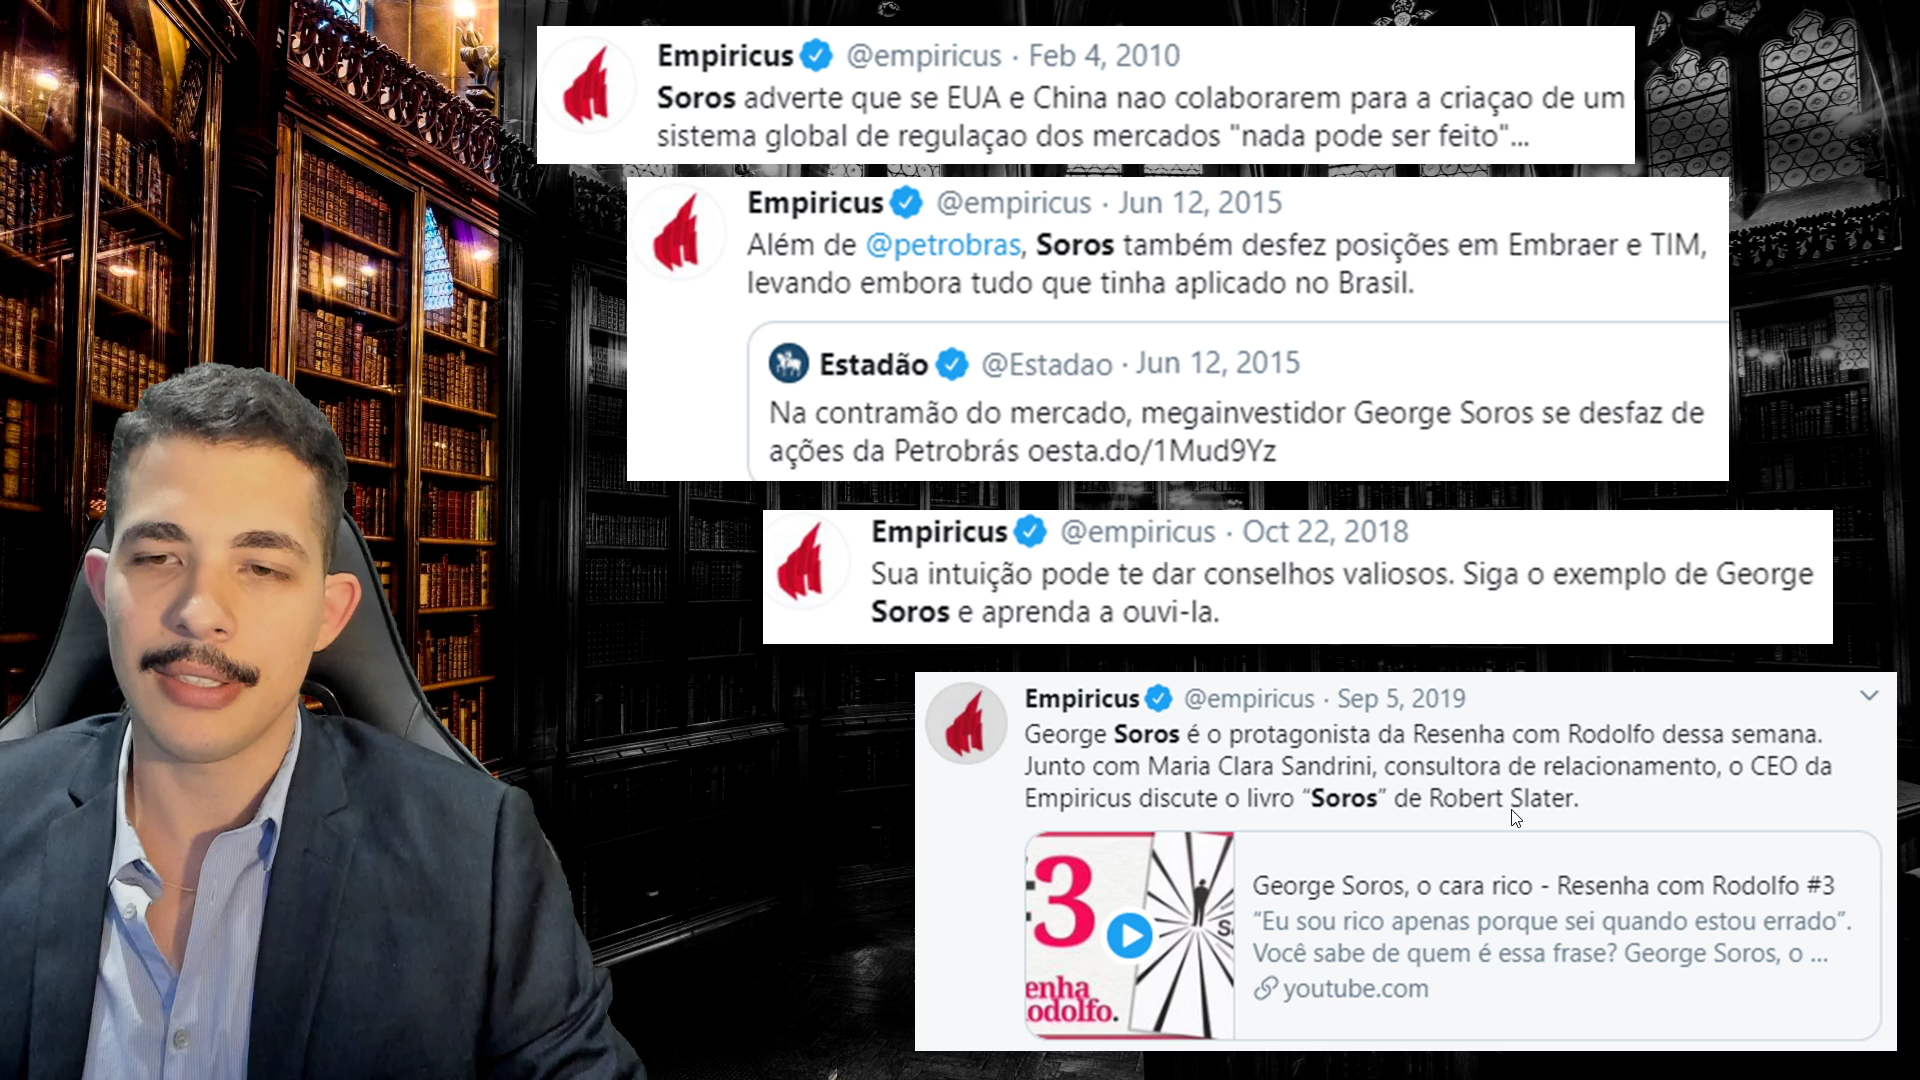 Empiricus @empiricus · Feb 4, 2010
Soros adverte que se EUA e China nao colaborarem para a criaçao de um
sistema global de regulaçao dos mercados "nada pode ser feito"...
Empiricus @empiricus · Jun 12, 2015
Além de @petrobras, Soros também desfez posições em Embraer e TIM,
levando embora tudo que tinha aplicado no Brasil.
Estadão @Estadao · Jun 12, 2015
Na contramão do mercado, megainvestidor George Soros se desfaz de
ações da Petrobrás oesta.do/1Mud9Yz
Empiricus @empiricus · Oct 22, 2018
Sua intuição pode te dar conselhos valiosos. Siga o exemplo de George
Soros e aprenda a ouvi-la.
Empiricus @empiricus · Sep 5, 2019
George Soros é o protagonista da Resenha com Rodolfo dessa semana.
Junto com Maria Clara Sandrini, consultora de relacionamento, o CEO da
Empiricus discute o livro “Soros” de Robert Slater.
3
enha
odolfo.
George Soros, o cara rico - Resenha com Rodolfo #3
“Eu sou rico apenas porque sei quando estou errado”.
Você sabe de quem é essa frase? George Soros, o ...
youtube.com